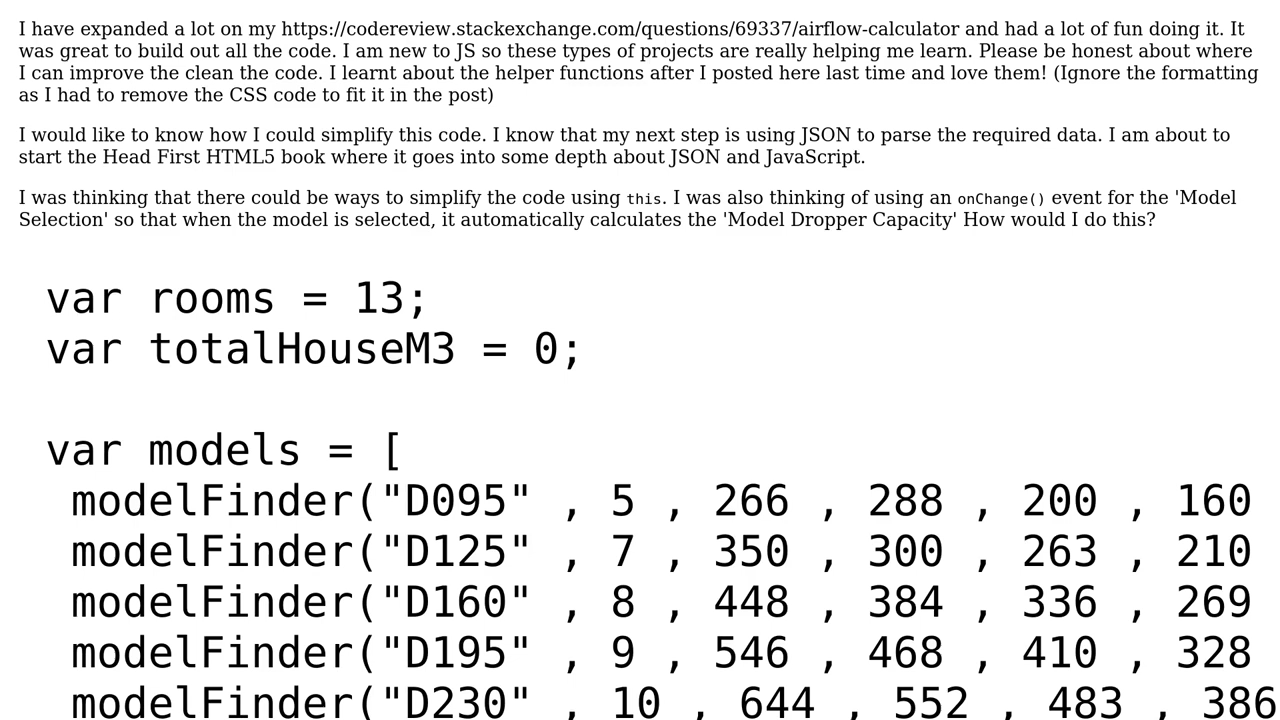 I have expanded a lot on my https://codereview.stackexchange.com/questions/69337/airflow-calculator and had a lot of fun doing it. It
was great to build out all the code. I am new to JS so these types of projects are really helping me learn. Please be honest about where
I can improve the clean the code. I learnt about the helper functions after I posted here last time and love them! (Ignore the formatting
as I had to remove the CSS code to fit it in the post)
I would like to know how I could simplify this code. I know that my next step is using JSON to parse the required data. I am about to
start the Head First HTML5 book where it goes into some depth about JSON and JavaScript.
I was thinking that there could be ways to simplify the code using this. I was also thinking of using an onChange() event for the 'Model
Selection' so that when the model is selected, it automatically calculates the 'Model Dropper Capacity' How would I do this?
var rooms = 13;
var totalHouseM3 = 0;
var models = [
modelFinder("D095" , 5 , 266 , 288 , 200 , 160
modelFinder("D125" , 7 , 350 , 300 , 263 , 210
modelFinder("D160" , 8 , 448 , 384 , 336 , 269
modelFinder("D195" , 9 , 546 , 468 , 410 , 328
modelFinder("D230" , 10 , 644 , 552 , 483 , 386